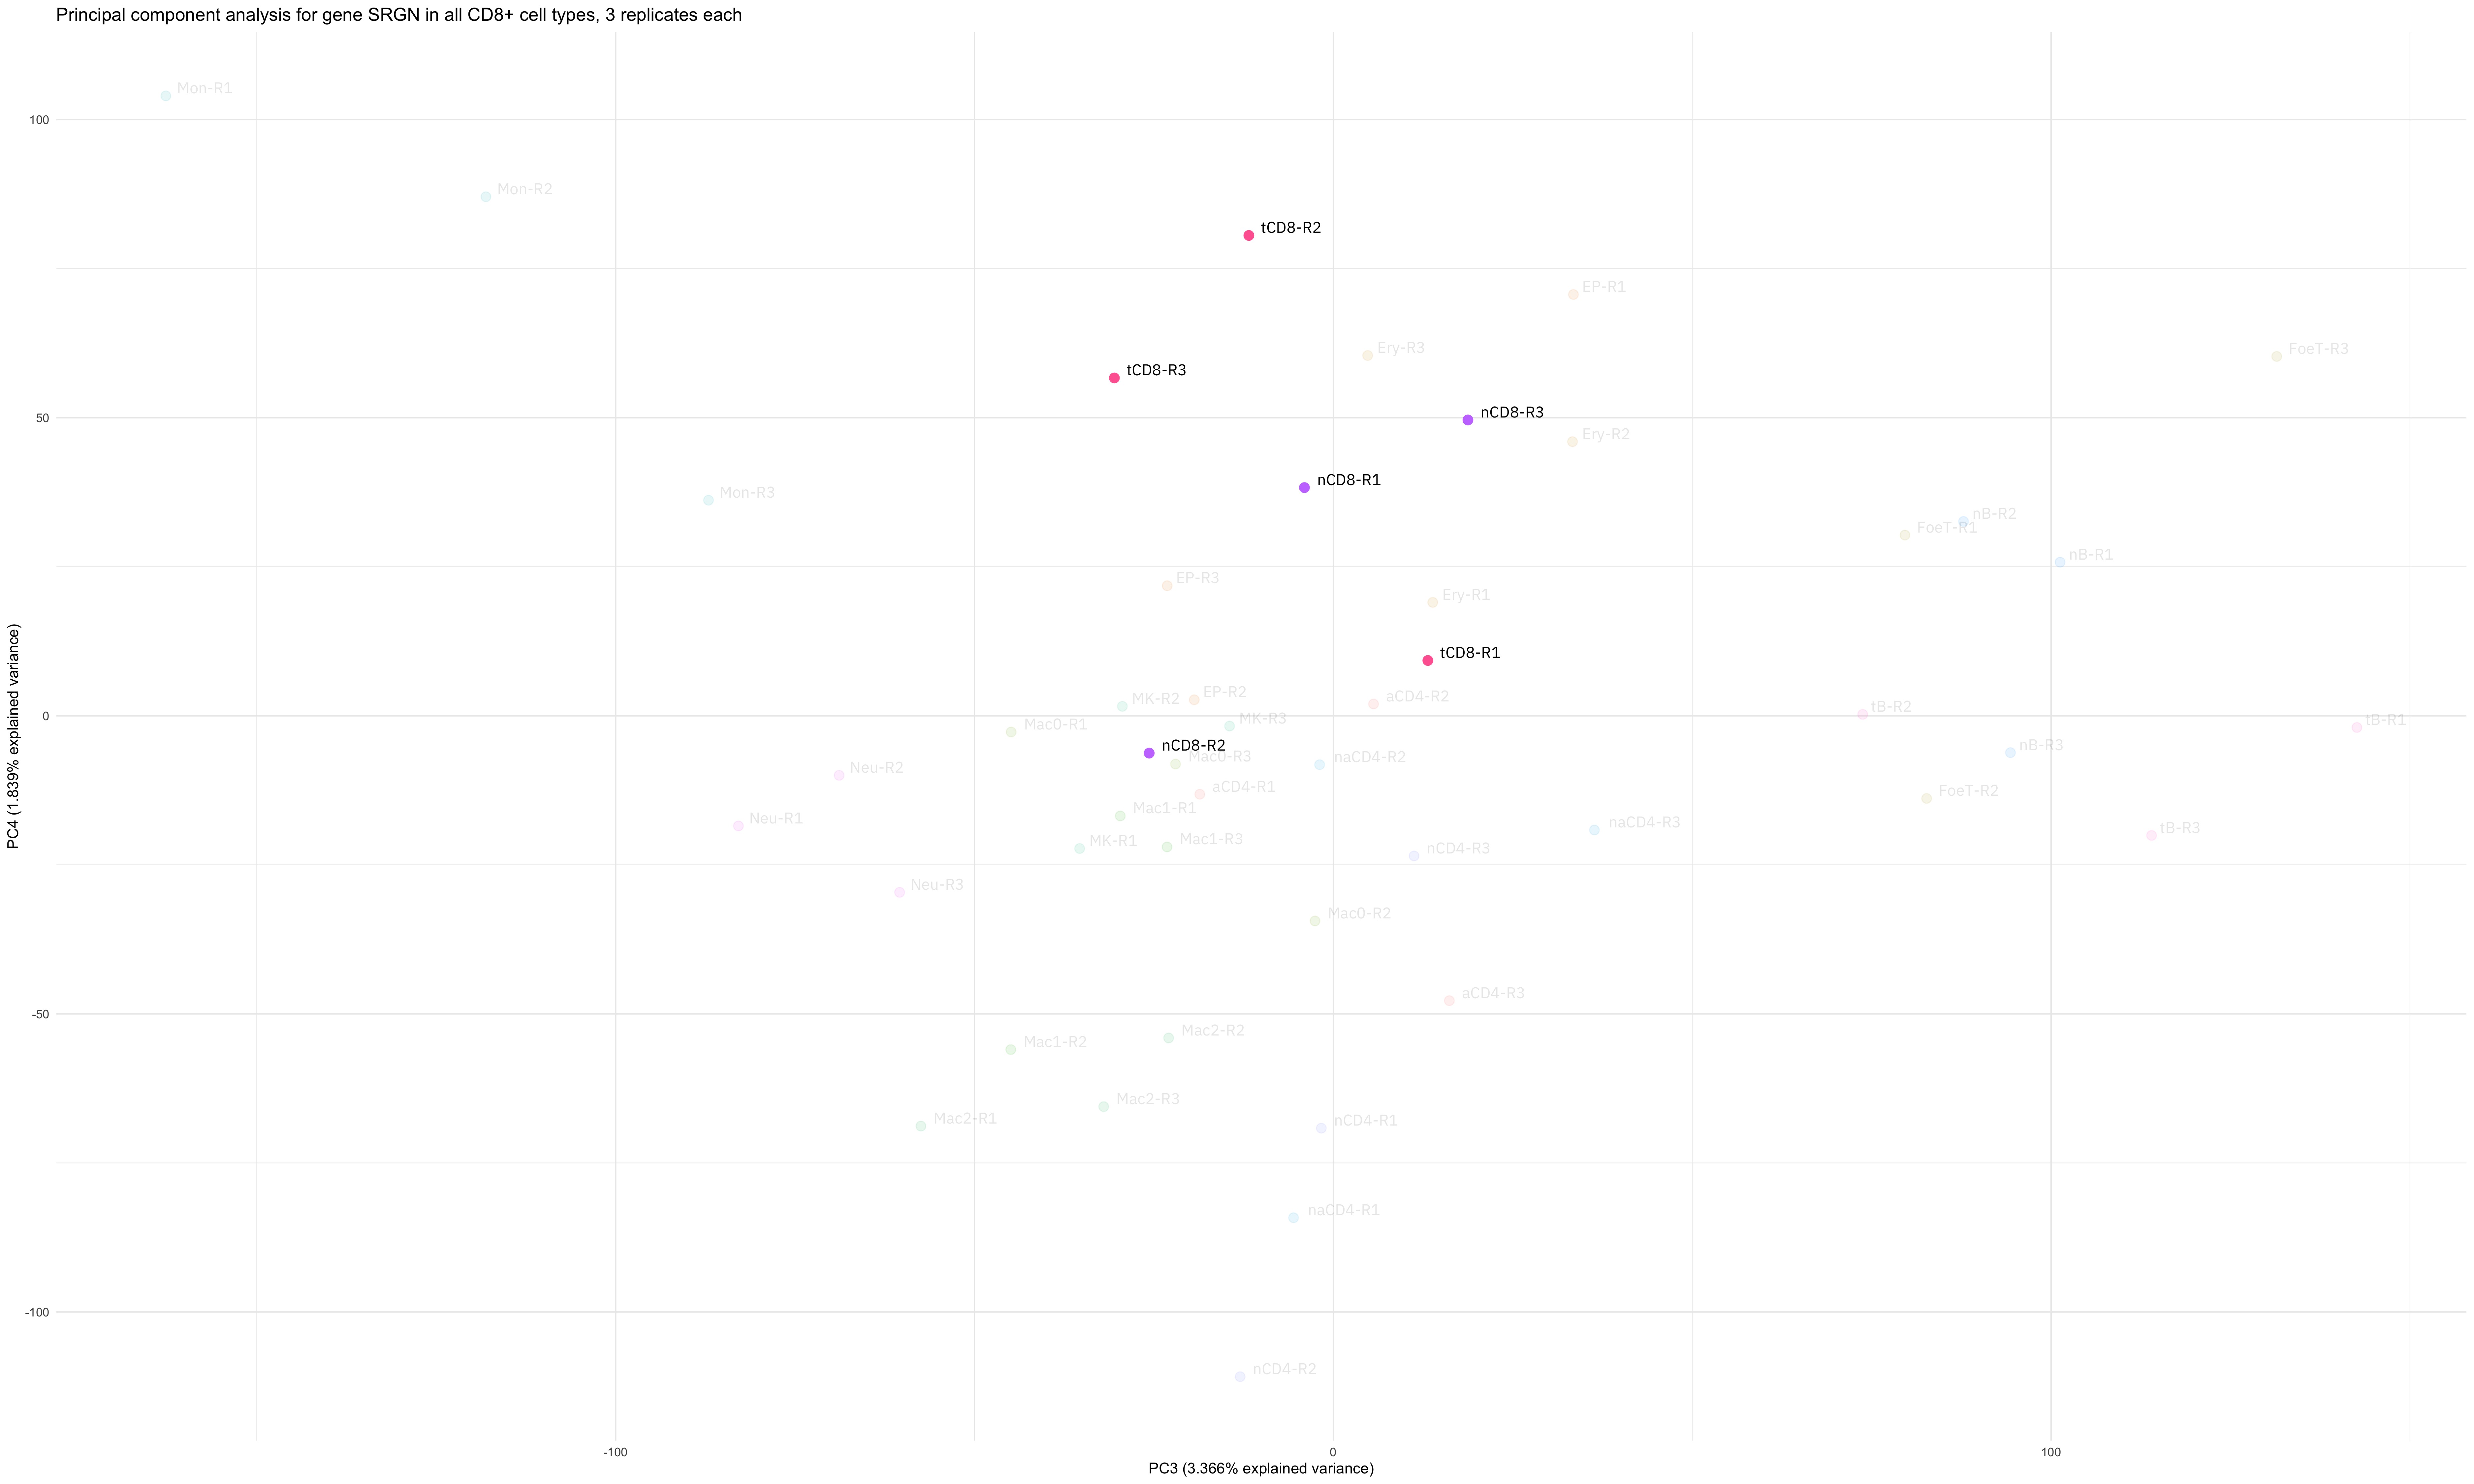 Principal component analysis for gene SRGN in all CD8+ cell types, 3 replicates each
Mon-R1
100
Mon-R2
tCD8-R2
EP-R1
Ery-R3
FoeT-R3
tCD8-R3
nCD8-R3
50
Ery-R2
nCD8-R1
Mon-R3
nB-R2
FoeT-R1
nB-R1
EP-R3
Ery-R1
tCD8-R1
MK-R2
EP-R2
aCD4-R2
tB-R2
0
Mac0-R1
MK-R3
tB-R1
nCD8-R2
nB-R3
Mac0-R3
naCD4-R2
Neu-R2
aCD4-R1
FoeT-R2
Mac1-R1
Neu-R1
naCD4-R3
tB-R3
MK-R1
Mac1-R3
nCD4-R3
Neu-R3
Mac0-R2
aCD4-R3
-50
Mac1-R2
Mac2-R2
Mac2-R3
Mac2-R1
nCD4-R1
naCD4-R1
-100
nCD4-R2
PC4 (1.839% explained variance)
-100
0
100
PC3 (3.366% explained variance)